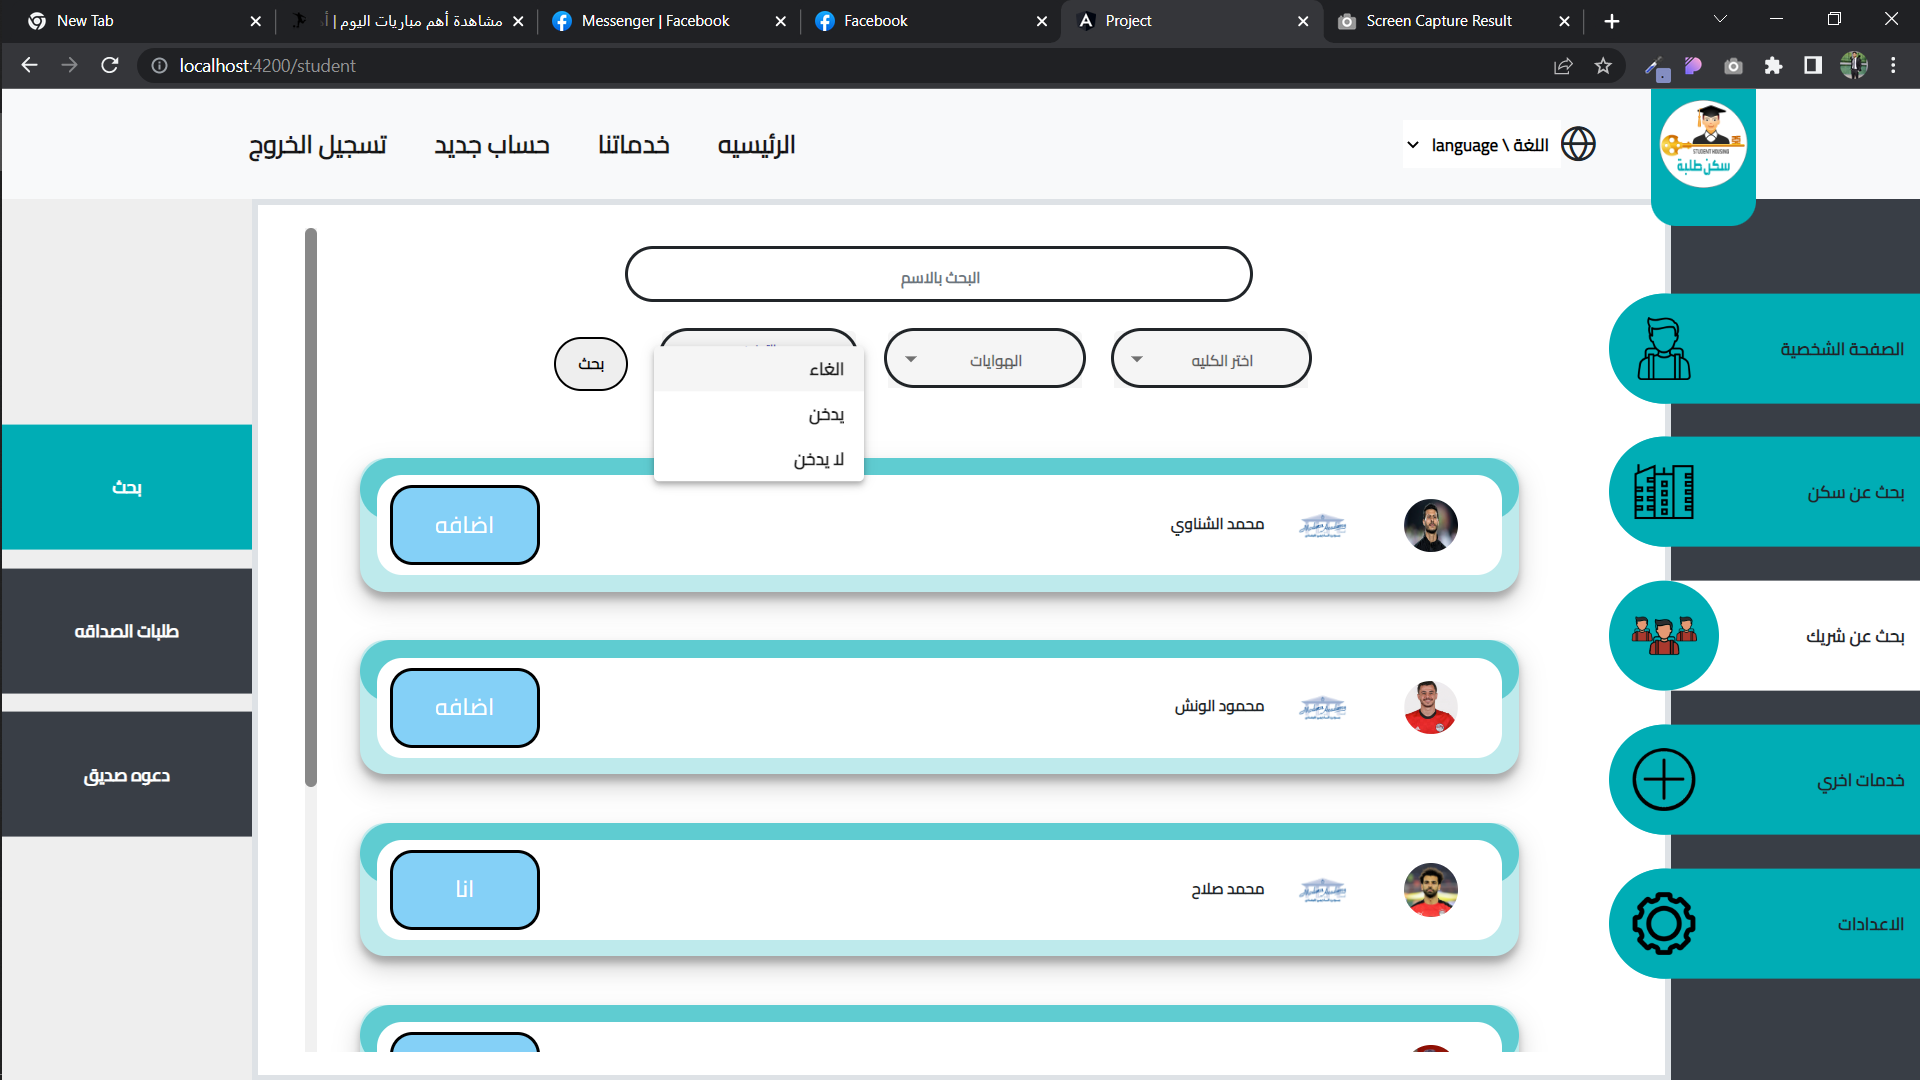 New Tab
مشاهدة أهم مباريات اليوم | أ
Messenger | Facebook
Facebook
Project
Screen Capture Result
localhost:4200/student
اللغة \ language
الرئيسيه
خدماتنا
حساب جديد
تسجيل الخروج
STUDENT HOUSING
سكن طلبة
البحث بالاسم
اختر الكليه
الهوايات
بحث
الغاء
يدخن
لا يدخن
محمد الشناوي
اضافه
محمود الونش
اضافه
محمد صلاح
انا
الصفحة الشخصية
بحث عن سكن
بحث عن شريك
خدمات اخري
الاعدادات
بحث
طلبات الصداقه
دعوه صديق